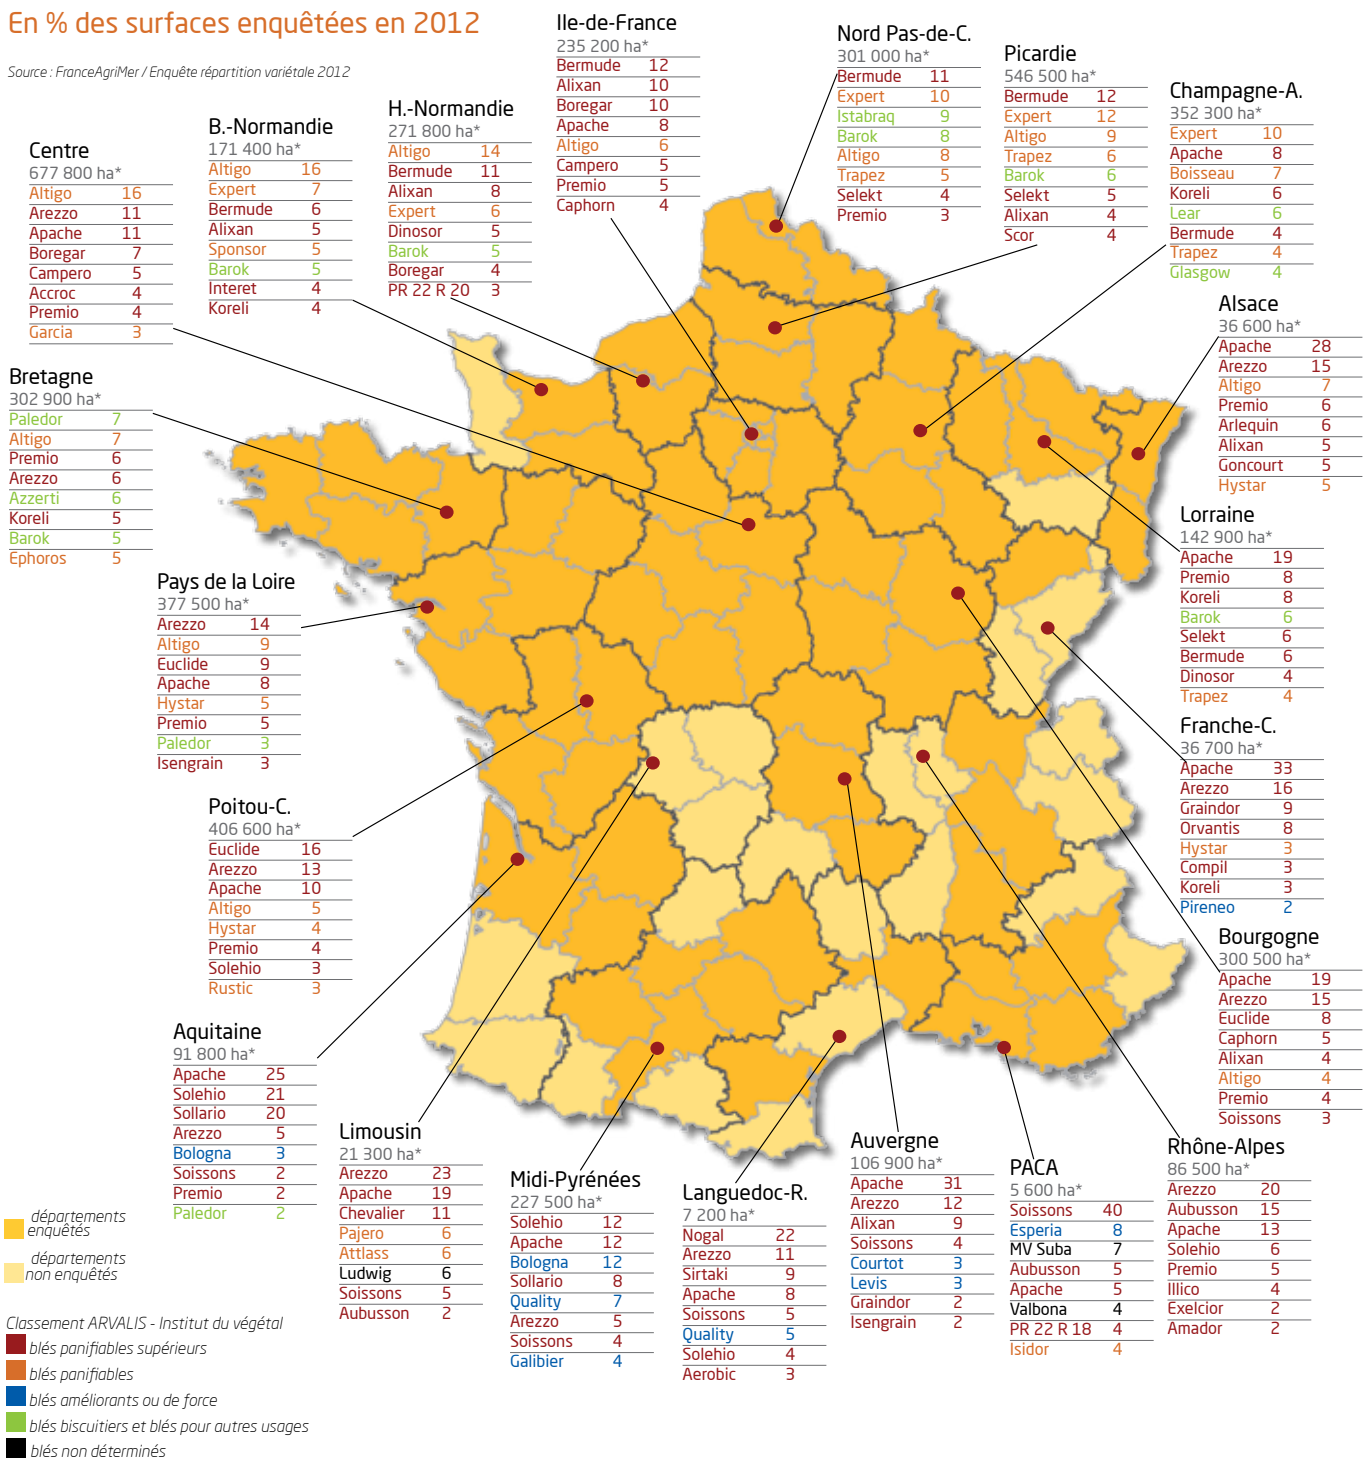 En % des surfaces enquêtées en 2012
Source : FranceAgriMer / Enquête répartition variétale 2012
Centre
677 800 ha*
Altigo 16
Arezzo 11
Apache 11
Boregar 7
Campero 5
Accroc 4
Premio 4
Garcia 3
B.-Normandie
171 400 ha*
Altigo 16
Expert 7
Bermude 6
Alixan 5
Sponsor 5
Barok 5
Interet 4
Koreli 4
H.-Normandie
271 800 ha*
Altigo 14
Bermude 11
Alixan 8
Expert 6
Dinosor 5
Barok 5
Boregar 4
PR 22 R 20 3
Ile-de-France
235 200 ha*
Bermude 12
Alixan 10
Boregar 10
Apache 8
Altigo 6
Campero 5
Premio 5
Caphorn 4
Nord Pas-de-C.
301 000 ha*
Bermude 11
Expert 10
Istabraq 9
Barok 8
Altigo 8
Trapez 5
Selekt 4
Premio 3
Picardie
546 500 ha*
Bermude 12
Expert 12
Altigo 9
Trapez 6
Barok 6
Selekt 5
Alixan 4
Scor 4
Champagne-A.
352 300 ha*
Expert 10
Apache 8
Boisseau 7
Koreli 6
Lear 6
Bermude 4
Trapez 4
Glasgow 4
Alsace
36 600 ha*
Apache 28
Arezzo 15
Altigo 7
Premio 6
Arlequin 6
Alixan 5
Goncourt 5
Hystar 5
Bretagne
302 900 ha*
Paledor 7
Altigo 7
Premio 6
Arezzo 6
Azzerti 6
Koreli 5
Barok 5
Ephoros 5
Lorraine
142 900 ha*
Apache 19
Premio 8
Koreli 8
Barok 6
Selekt 6
Bermude 6
Dinosor 4
Trapez 4
Pays de la Loire
377 500 ha*
Arezzo 14
Altigo 9
Euclide 9
Apache 8
Hystar 5
Premio 5
Paledor 3
Isengrain 3
Franche-C.
36 700 ha*
Apache 33
Arezzo 16
Graindor 9
Orvantis 8
Hystar 3
Compil 3
Koreli 3
Pireneo 2
Poitou-C.
406 600 ha*
Euclide 16
Arezzo 13
Apache 10
Altigo 5
Hystar 4
Premio 4
Solehio 3
Rustic 3
Bourgogne
300 500 ha*
Apache 19
Arezzo 15
Euclide 8
Caphorn 5
Alixan 4
Altigo 4
Premio 4
Soissons 3
Aquitaine
91 800 ha*
Apache 25
Solehio 21
Sollario 20
Arezzo 5
Bologna 3
Soissons 2
Premio 2
Paledor 2
Limousin
21 300 ha*
Arezzo 23
Apache 19
Chevalier 11
Pajero 6
Attlass 6
Ludwig 6
Soissons 5
Aubusson 2
Midi-Pyrénées
227 500 ha*
Solehio 12
Apache 12
Bologna 12
Sollario 8
Quality 7
Arezzo 5
Soissons 4
Galibier 4
Languedoc-R.
7 200 ha*
Nogal 22
Arezzo 11
Sirtaki 9
Apache 8
Soissons 5
Quality 5
Solehio 4
Aerobic 3
Auvergne
106 900 ha*
Apache 31
Arezzo 12
Alixan 9
Soissons 4
Courtot 3
Levis 3
Graindor 2
Isengrain 2
PACA
5 600 ha*
Soissons 40
Esperia 8
MV Suba 7
Aubusson 5
Apache 5
Valbona 4
PR 22 R 18 4
Isidor 4
Rhône-Alpes
86 500 ha*
Arezzo 20
Aubusson 15
Apache 13
Solehio 6
Premio 5
Illico 4
Exelcior 2
Amador 2
départements
enquêtés
départements
non enquêtés
Classement ARVALIS - Institut du végétal
blés panifiables supérieurs
blés panifiables
blés améliorants ou de force
blés biscuitiers et blés pour autres usages
blés non déterminés